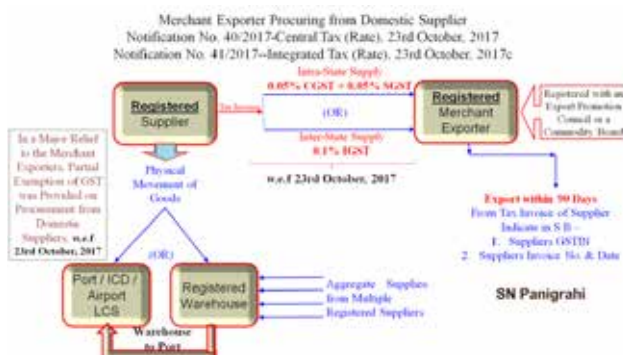 Merchant Exporter Procuring from Domestic Supplier
Notification No. 40/2017-Central Tax (Rate), 23rd October, 2017
Notification No. 41/2017--Integrated Tax (Rate), 23rd October, 2017c
Intra-State Supply
0.05% CGST + 0.05% SGST
Registered
Supplier
Tax Invoice
(OR)
Inter-State Supply
0.1% IGST
w.e.f 23rd October, 2017
Registered
Merchant
Exporter
Registered with an
Export Promotion
Council or a
Commodity Board
In a Major Relief
to the Merchant
Exporters, Partial
Exemption of GST
was Provided on
Procurement from
Domestic
Suppliers, w.e.f
23rd October, 2017
Physical
Movement of
Goods
(OR)
Export within 90 Days
From Tax Invoice of Supplier
Indicate in S B –
1. Suppliers GSTIN
2. Suppliers Invoice No. & Date
Port / ICD /
Airport
LCS
Registered
Warehouse
Aggregate Supplies
from Multiple
Registered Suppliers
SN Panigrahi
Warehouse
to Port